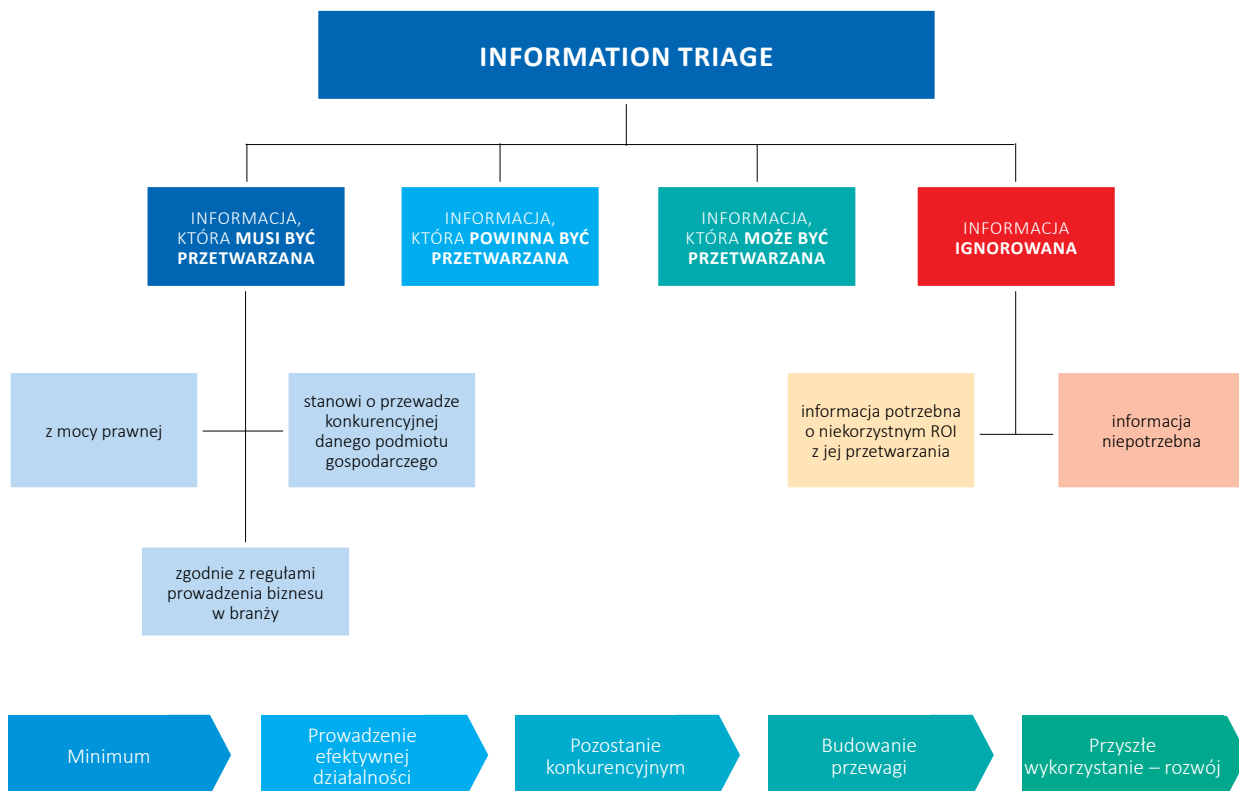 INFORMATION TRIAGE
INFORMACJA,
KTÓRA MUSI BYĆ
PRZETWARZANA
INFORMACJA,
KTÓRA POWINNA BYĆ
PRZETWARZANA
INFORMACJA,
KTÓRA MOŻE BYĆ
PRZETWARZANA
INFORMACJA
IGNOROWANA
z mocy prawnej
stanowi o przewadze
konkurencyjnej
danego podmiotu
gospodarczego
informacja potrzebna
o niekorzystnym ROI
z jej przetwarzania
informacja
niepotrzebna
zgodnie z regułami
prowadzenia biznesu
w branży
Minimum
Prowadzenie
efektywnej
działalności
Pozostanie
konkurencyjnym
Budowanie
przewagi
Przyszłe
wykorzystanie – rozwój